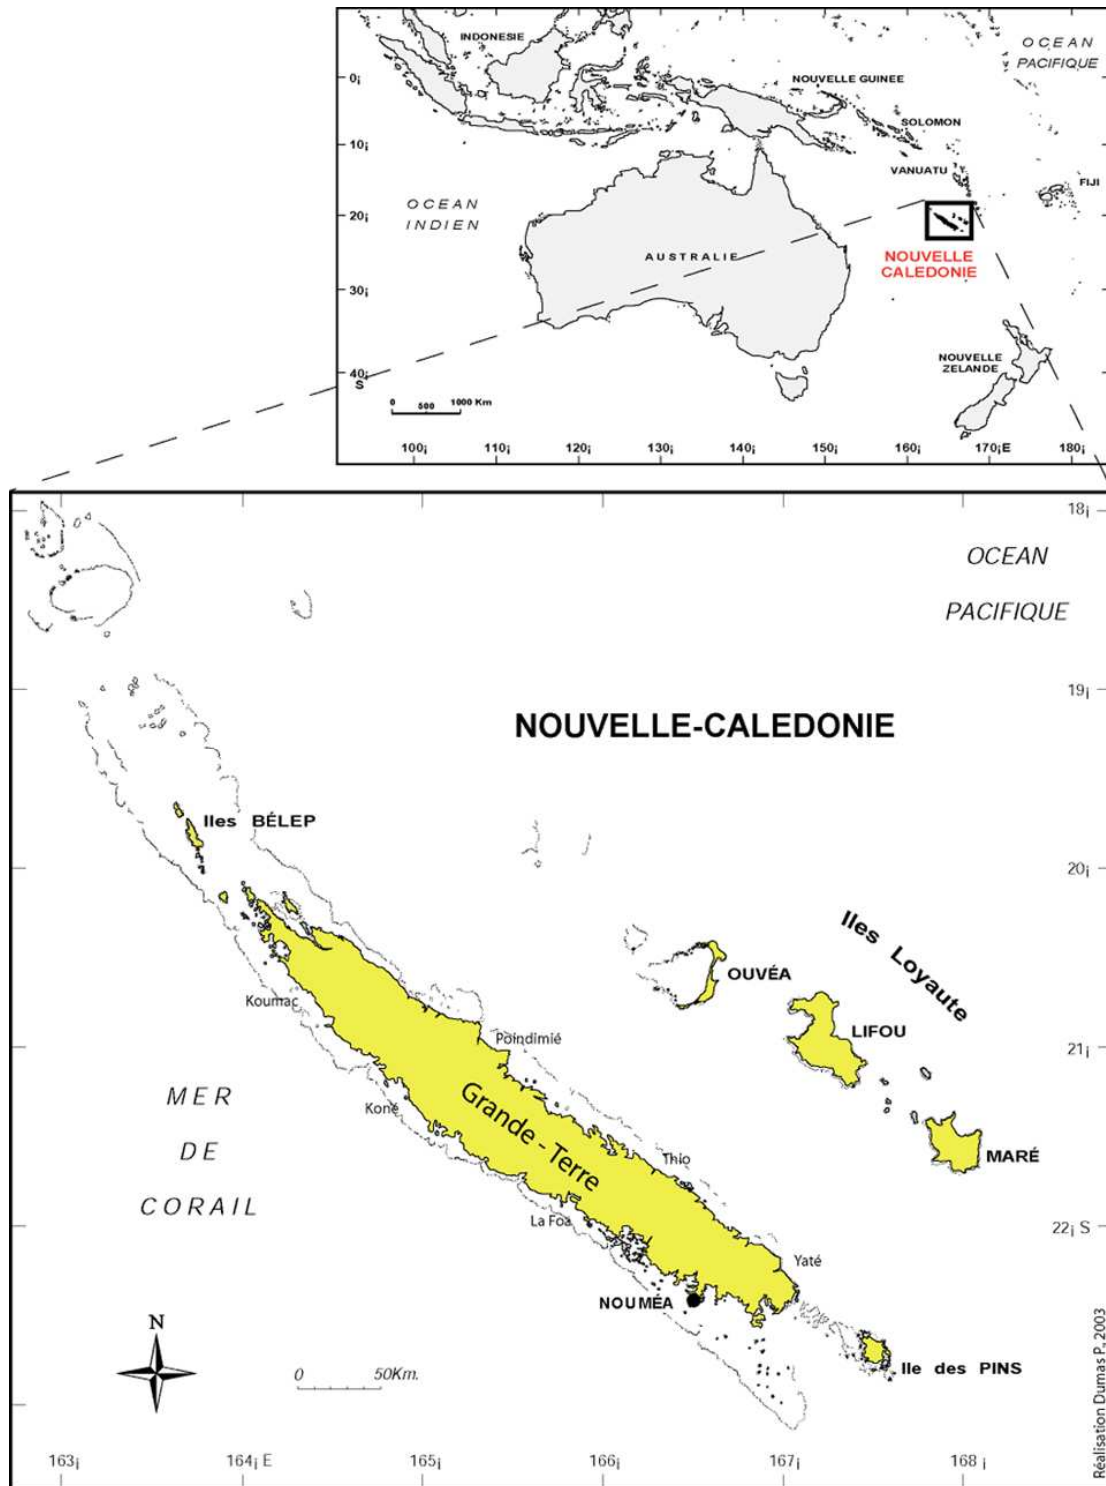 INDONESIE
OCEAN
PACIFIQUE
0¡
NOUVELLE GUINEE
SOLOMON
10¡
VANUATU
FIJI
OCEAN
INDIEN
20¡
AUSTRALIE
NOUVELLE
CALEDONIE
30¡
NOUVELLE
ZELANDE
40¡
S
0 500 1000 Km
100¡ 110¡ 120¡ 130¡ 140¡ 150¡ 160¡ 170¡E 180¡
18¡
OCEAN
PACIFIQUE
19¡
NOUVELLE-CALEDONIE
Iles BÉLEP
20¡
Iles Loyaute
OUVÉA
Koumac
LIFOU
Poindimié
21¡
MER
DE
CORAIL
Koné
Grande - Terre
Thio
MARÉ
La Foa
22¡ S
Yaté
NOUMÉA
N
0 50Km.
Ile des PINS
Réalisation Dumas P., 2003
163¡ 164¡ E 165¡ 166¡ 167¡ 168 ¡